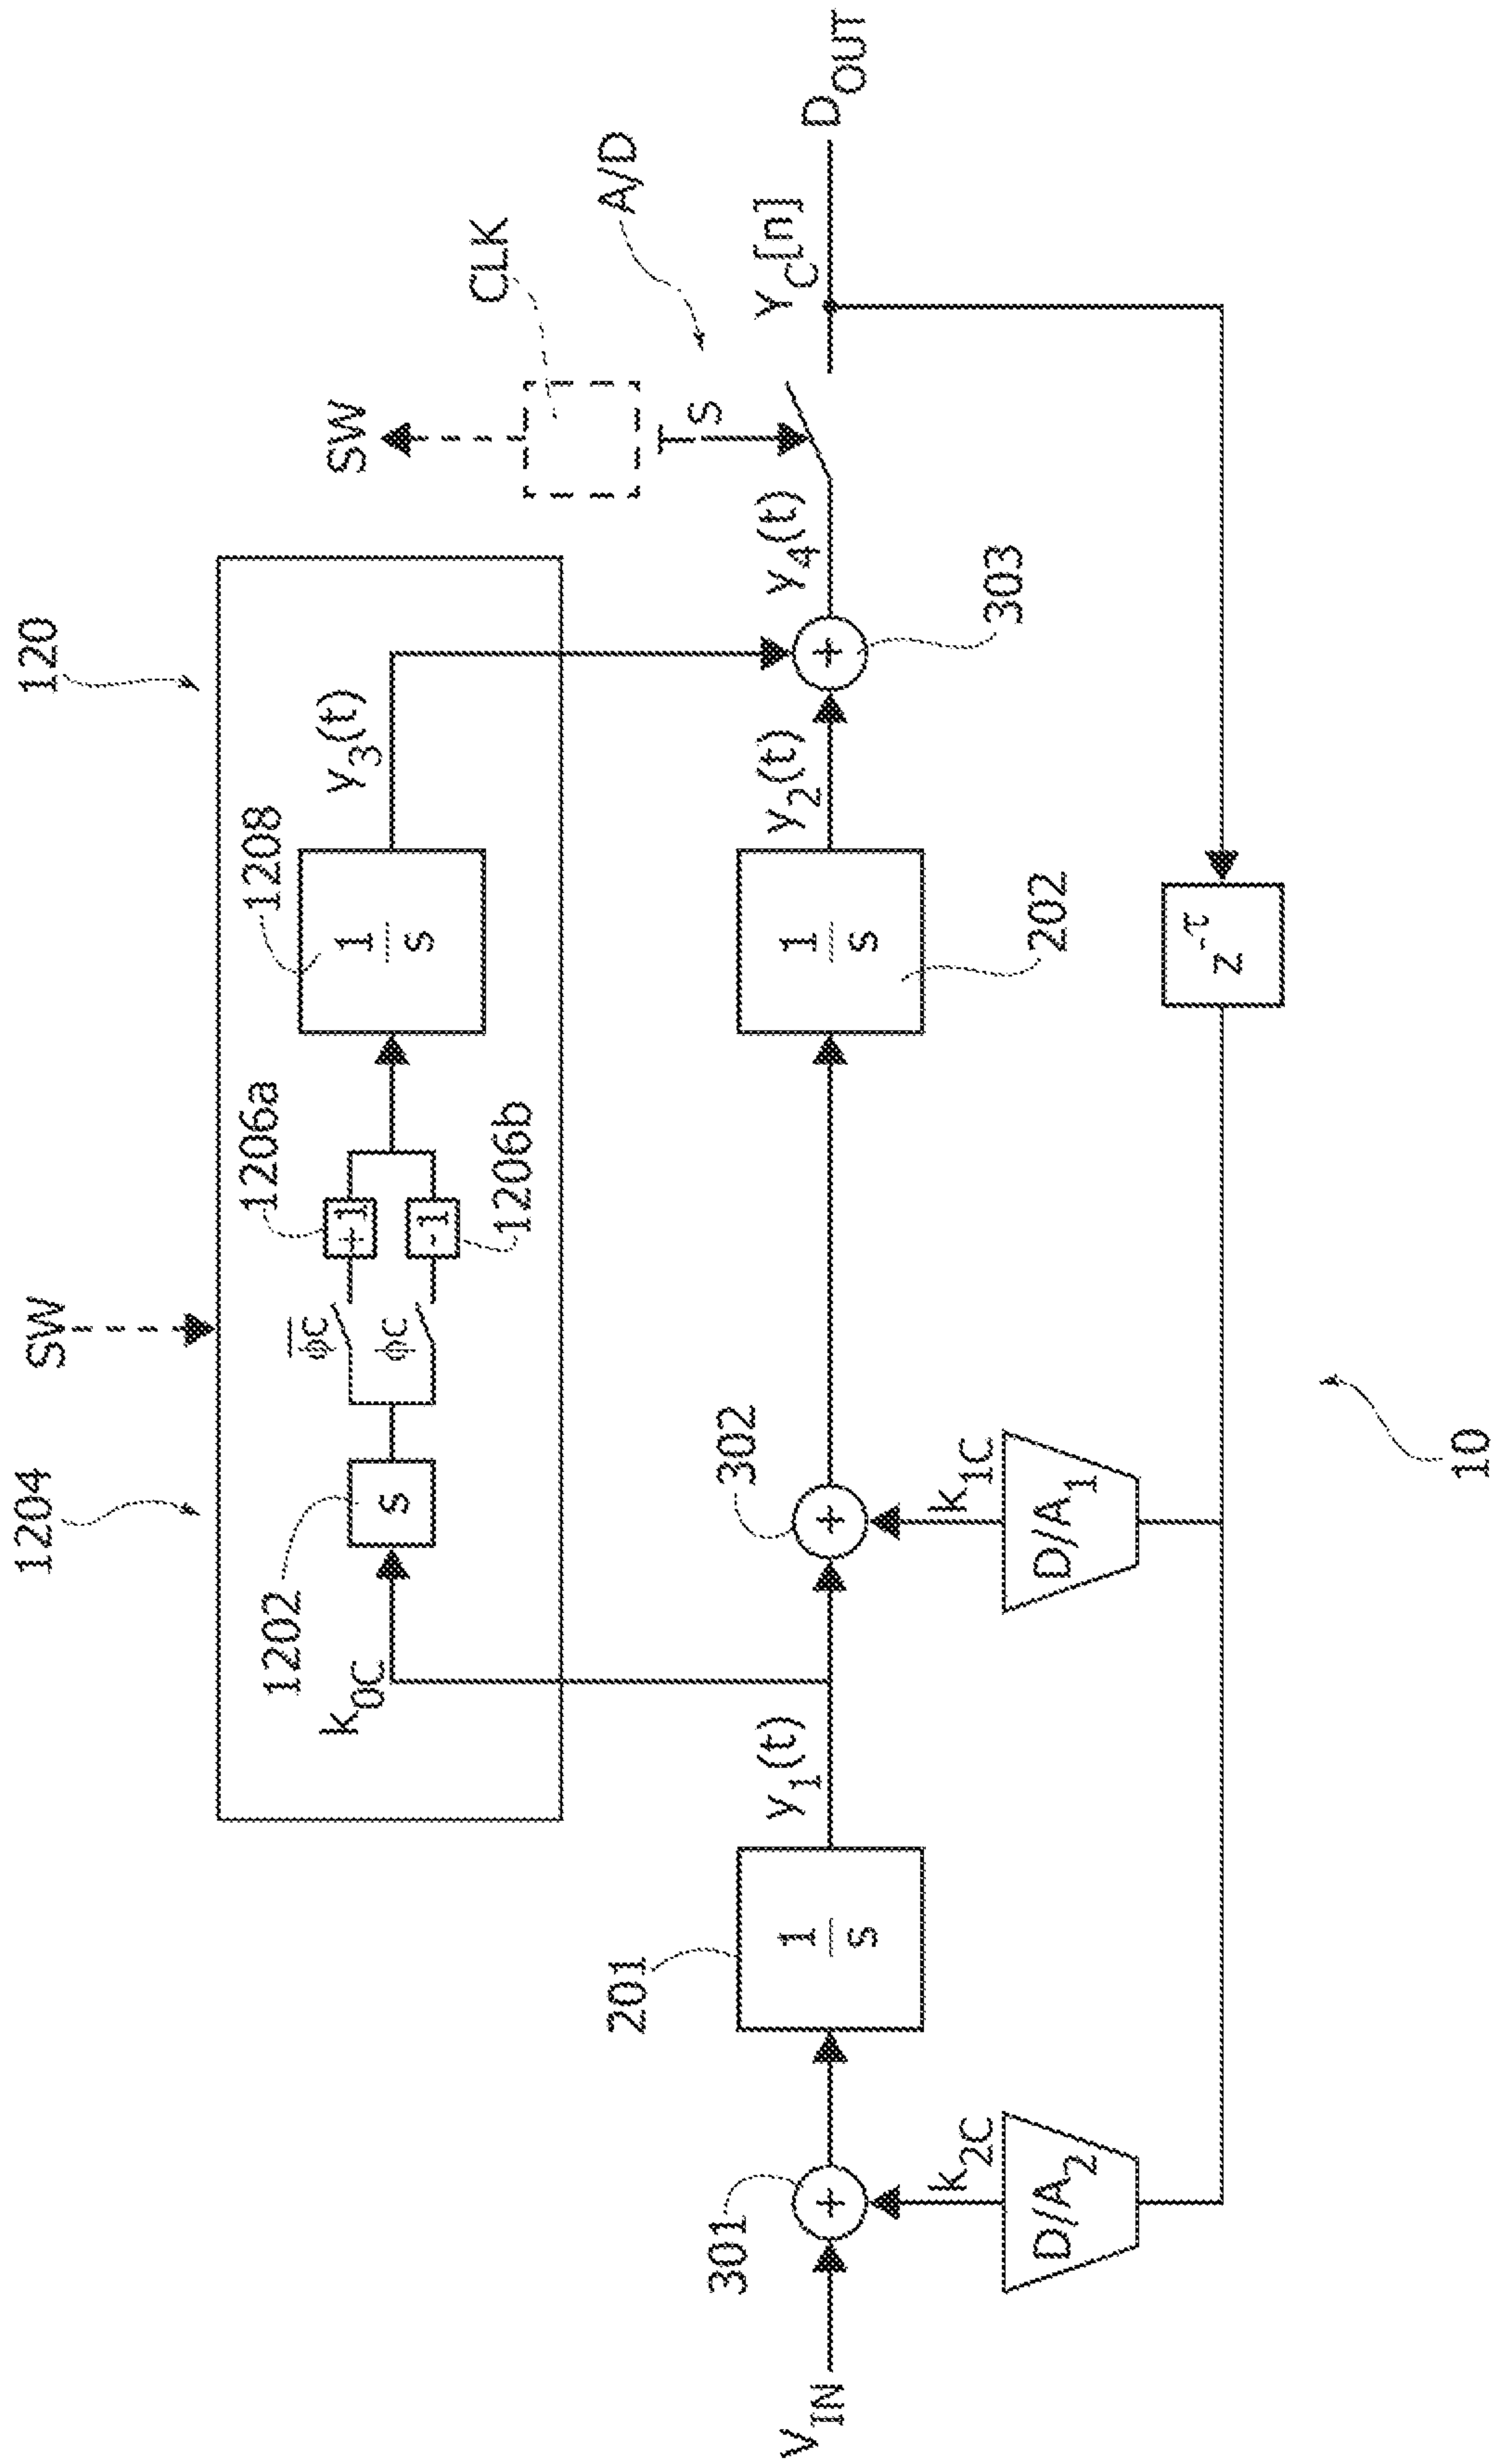 120
1204
SW
1206a
1208
1202
k0C
s
φC
φC
+1
-1
1206b
1
s
y3(t)
SW
CLK
A/D
TS
VIN
301
+
201
1
s
y1(t)
302
+
202
1
s
y2(t)
303
+
y4(t)
YC[n]
DOUT
k2C
D/A2
k1C
D/A1
z-τ
10